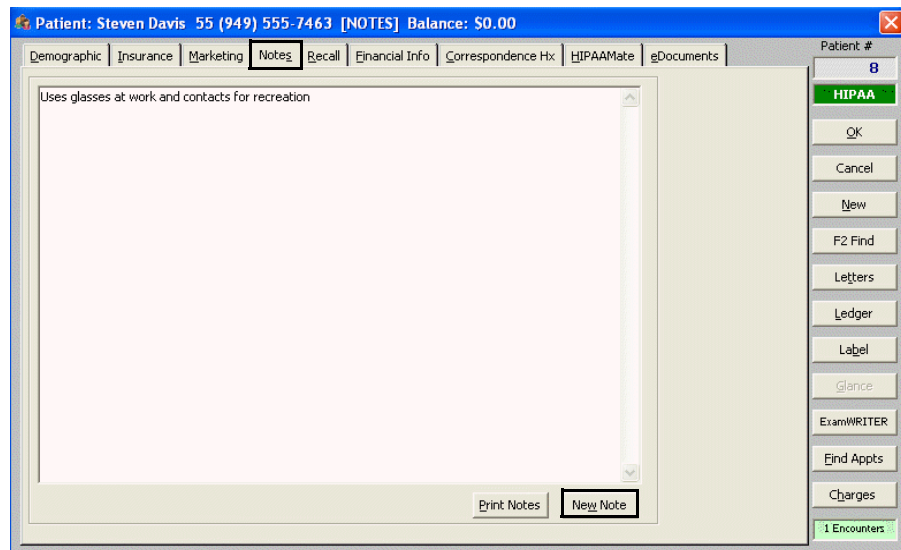 Patient: Steven Davis 55 (949) 555-7463 [NOTES] Balance: $0.00
Demographic Insurance Marketing Notes Recall Financial Info Correspondence Hx HIPAAMate eDocuments
Patient #
8
HIPAA
Uses glasses at work and contacts for recreation
OK
Cancel
New
F2 Find
Letters
Ledger
Label
Glance
ExamWRITER
Find Appts
Charges
Print Notes New Note
1 Encounters